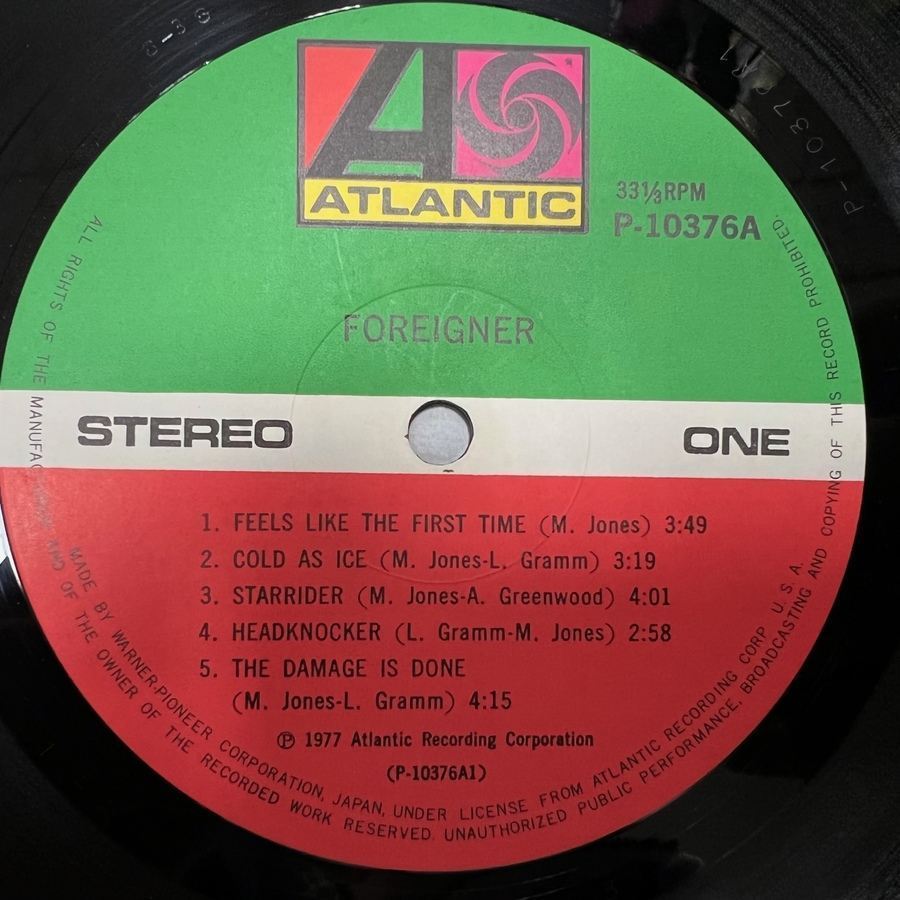 ATLANTIC
33⅓RPM
P-10376A
FOREIGNER
STEREO
ONE
1. FEELS LIKE THE FIRST TIME (M. Jones) 3:49
2. COLD AS ICE (M. Jones-L. Gramm) 3:19
3. STARRIDER (M. Jones-A. Greenwood) 4:01
4. HEADKNOCKER (L. Gramm-M. Jones) 2:58
5. THE DAMAGE IS DONE
(M. Jones-L. Gramm) 4:15
Ⓟ 1977 Atlantic Recording Corporation
(P-10376A1)
MADE BY WARNER-PIONEER CORPORATION, JAPAN, UNDER LICENSE FROM ATLANTIC RECORDING CORP U. S. A.
ALL RIGHTS OF THE AND OF THE OWNER OF THE RECORDED WORK RESERVED. UNAUTHORIZED PUBLIC PERFORMANCE, BROADCASTING AND COPYING OF THIS RECORD PROHIBITED.